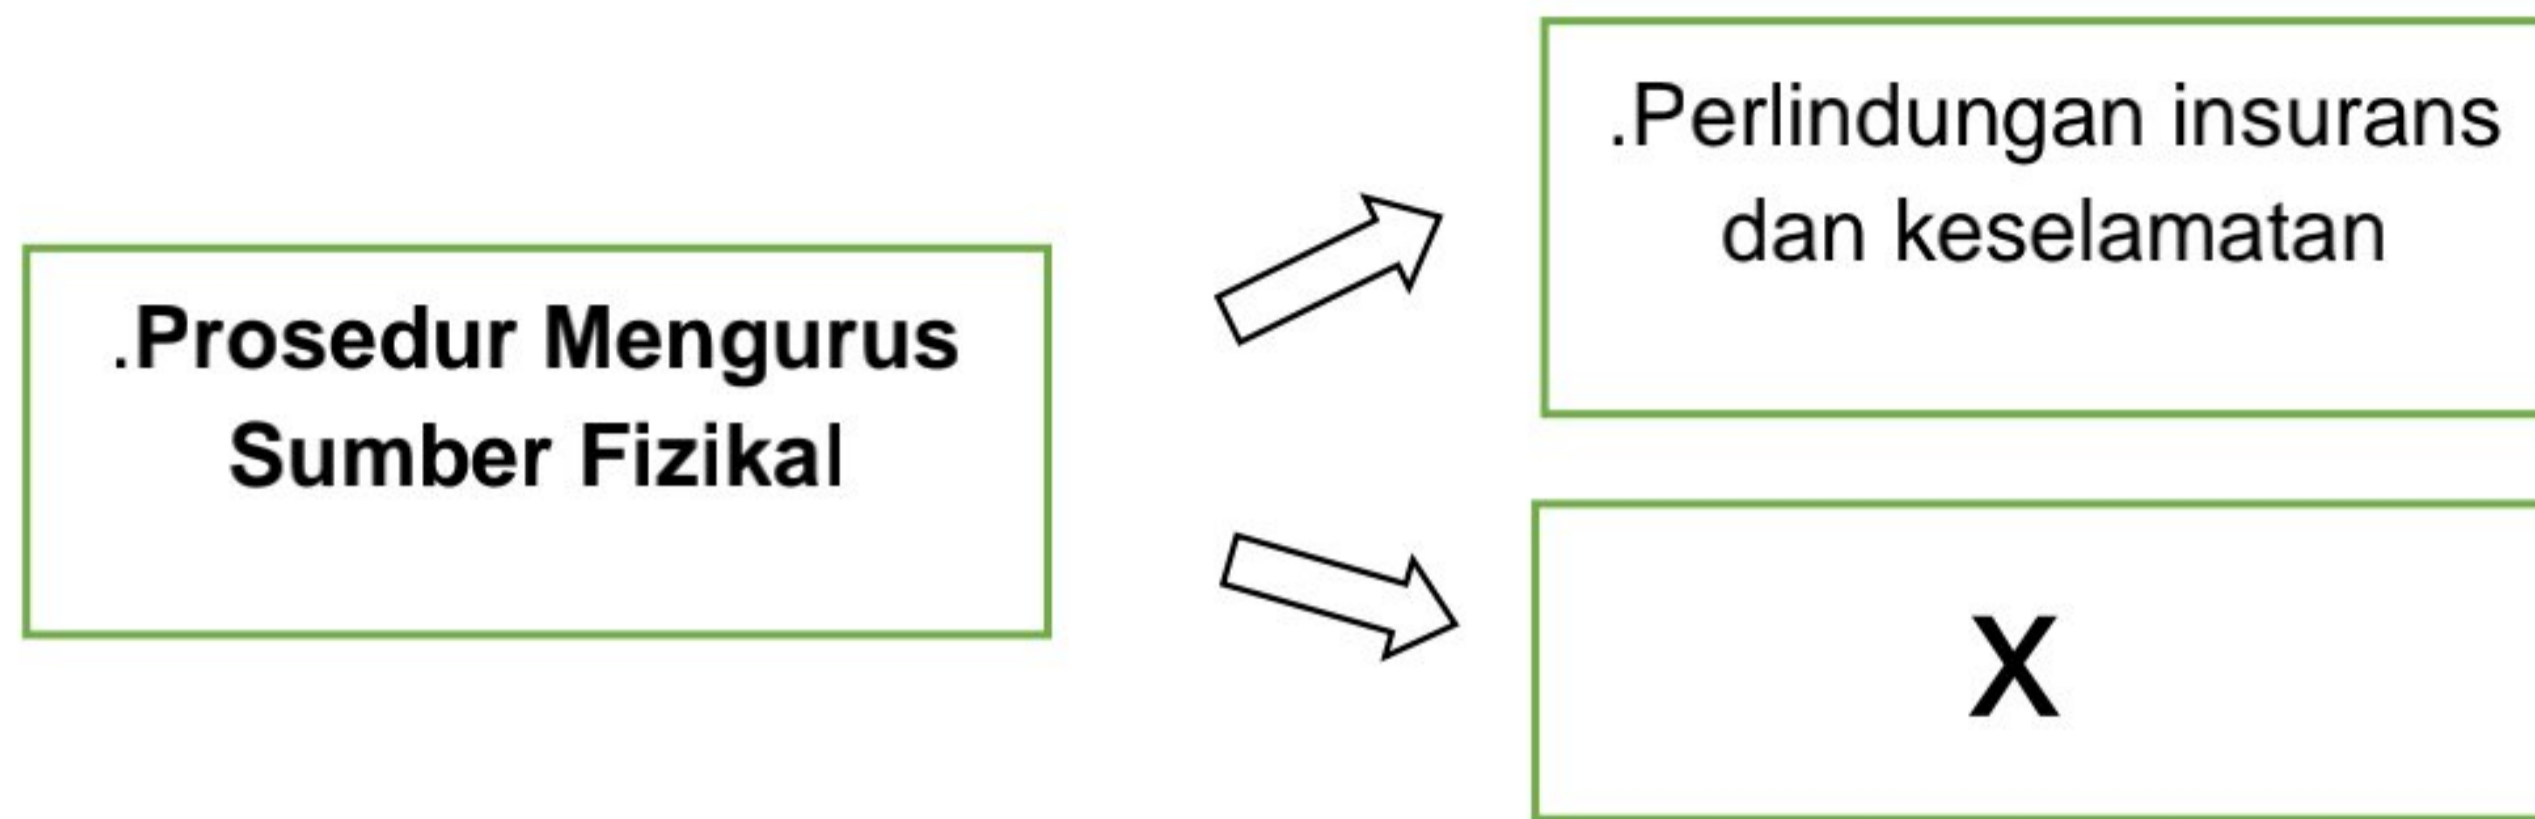 .Prosedur Mengurus
Sumber Fizikal
.Perlindungan insurans
dan keselamatan
X